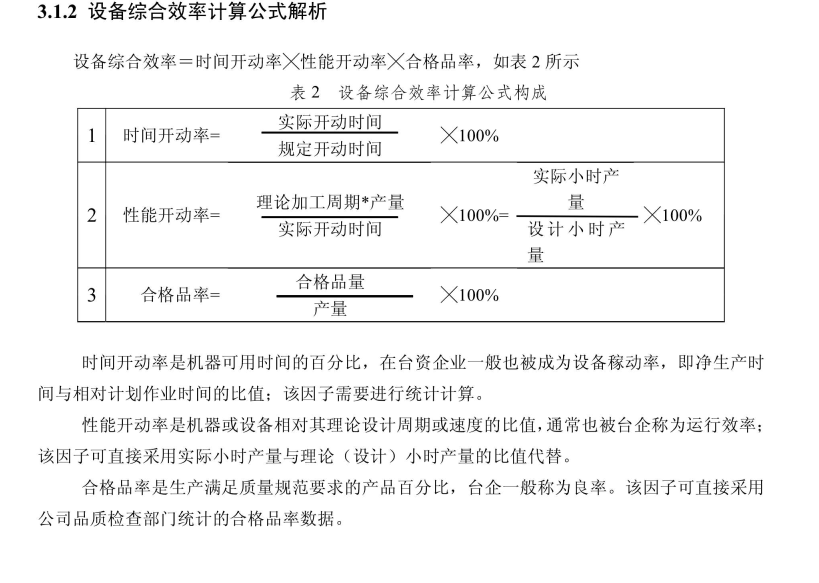 3.1.2 设备综合效率计算公式解析
设备综合效率＝时间开动率╳性能开动率╳合格品率，如表 2 所示
表 2 设备综合效率计算公式构成
1 时间开动率= 实际开动时间 ╳100%
规定开动时间
2 性能开动率= 理论加工周期*产量 ╳100%= 实际小时产
量 ╳100%
实际开动时间 设计小时产
量
3 合格品率= 合格品量 ╳100%
产量
时间开动率是机器可用时间的百分比，在台资企业一般也被成为设备稼动率，即净生产时
间与相对计划作业时间的比值；该因子需要进行统计计算。
性能开动率是机器或设备相对其理论设计周期或速度的比值，通常也被台企称为运行效率；
该因子可直接采用实际小时产量与理论（设计）小时产量的比值代替。
合格品率是生产满足质量规范要求的产品百分比，台企一般称为良率。该因子可直接采用
公司品质检查部门统计的合格品率数据。